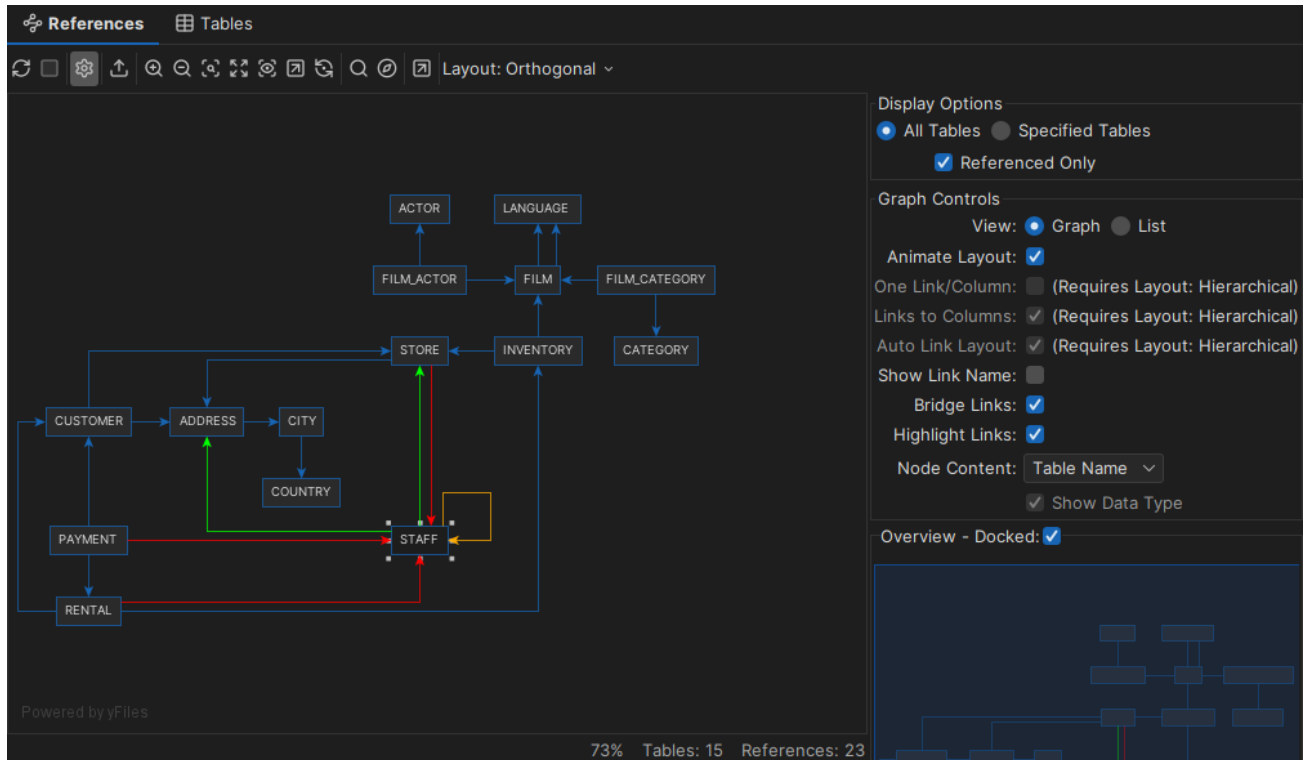 References
Tables
Layout: Orthogonal
Display Options
All Tables
Specified Tables
Referenced Only
Graph Controls
View:
Graph
List
Animate Layout:
One Link/Column:
(Requires Layout: Hierarchical)
Links to Columns:
(Requires Layout: Hierarchical)
Auto Link Layout:
(Requires Layout: Hierarchical)
Show Link Name:
Bridge Links:
Highlight Links:
Node Content:
Table Name
Show Data Type
Overview - Docked:
ACTOR
LANGUAGE
FILM_ACTOR
FILM
FILM_CATEGORY
STORE
INVENTORY
CATEGORY
CUSTOMER
ADDRESS
CITY
COUNTRY
PAYMENT
STAFF
RENTAL
Powered by yFiles
73%
Tables: 15
References: 23